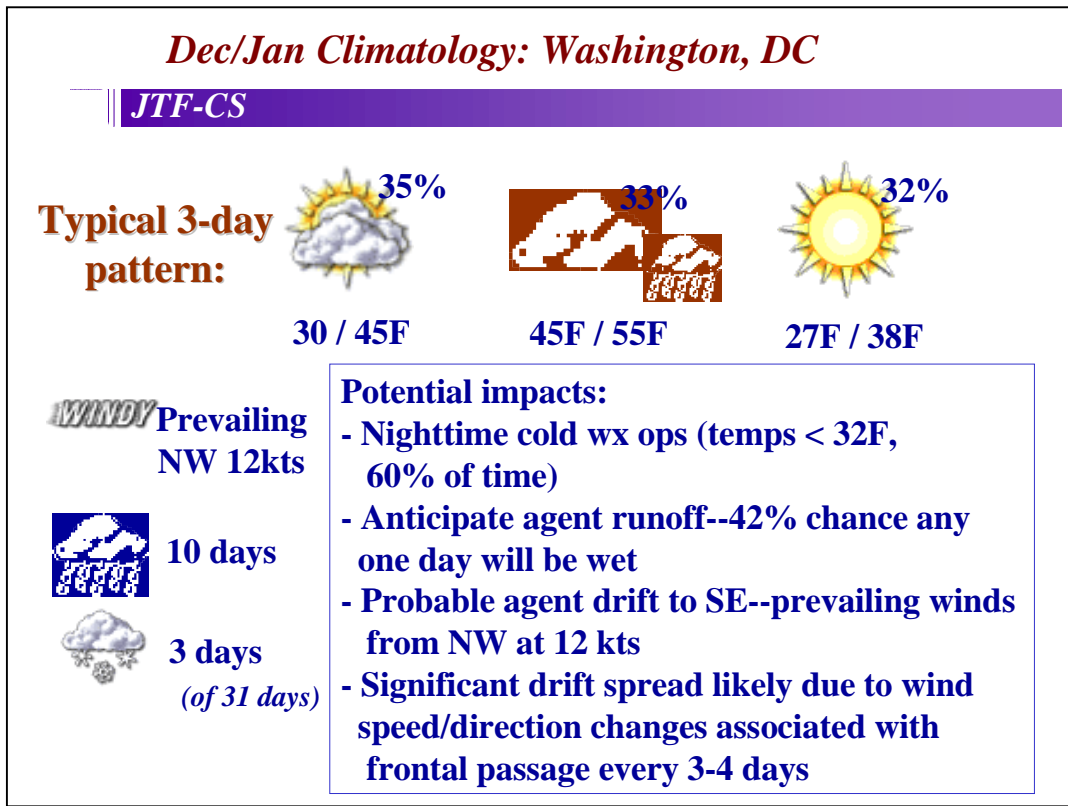 Dec/Jan Climatology: Washington, DC
JTF-CS
Typical 3-day
pattern:
35%
33%
32%
30 / 45F
45F / 55F
27F / 38F
WINDY
Prevailing
NW 12kts
10 days
3 days
(of 31 days)
Potential impacts:
- Nighttime cold wx ops (temps < 32F,
60% of time)
- Anticipate agent runoff--42% chance any
one day will be wet
- Probable agent drift to SE--prevailing winds
from NW at 12 kts
- Significant drift spread likely due to wind
speed/direction changes associated with
frontal passage every 3-4 days